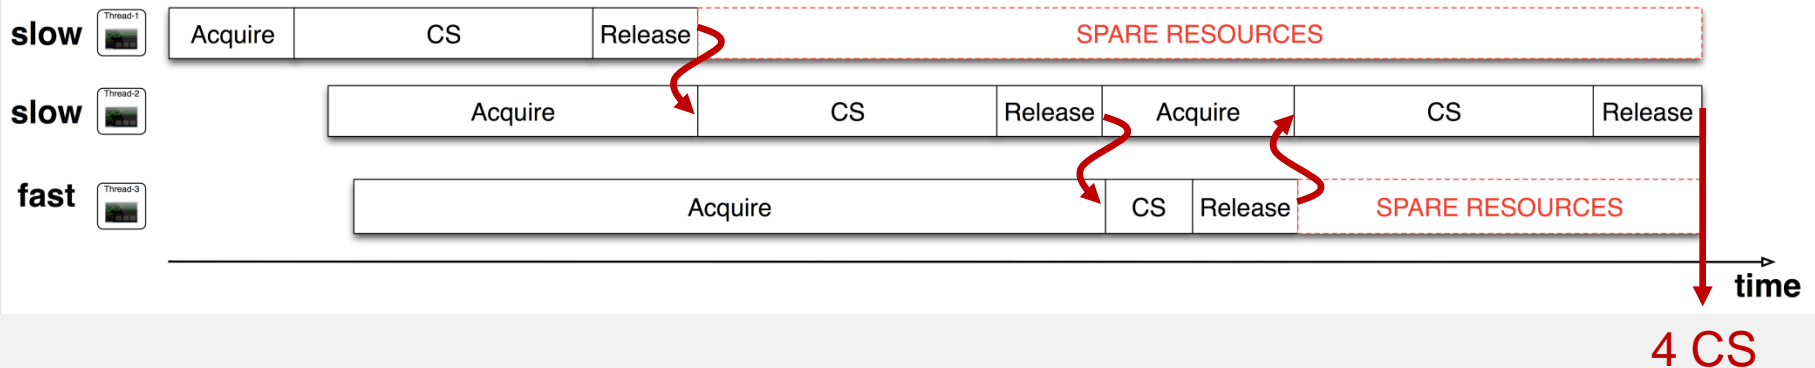 slow Thread-1 Acquire CS Release SPARE RESOURCES
slow Thread-2 Acquire CS Release Acquire CS Release
fast Thread-3 Acquire CS Release SPARE RESOURCES
time
4 CS